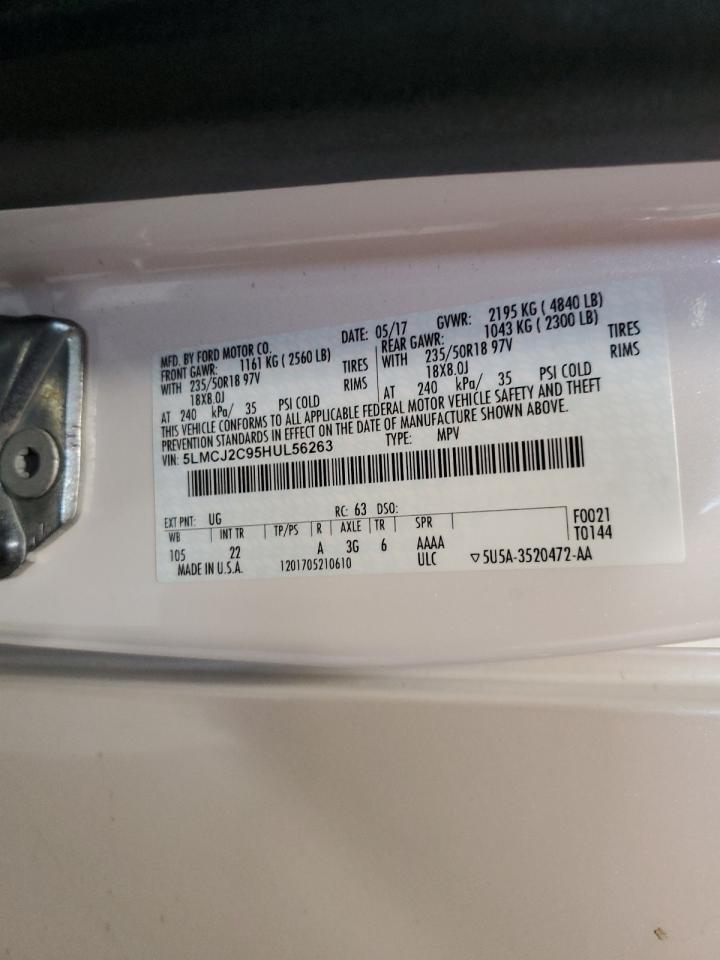 MFD. BY FORD MOTOR CO. DATE: 05/17 GVWR: 2195 KG ( 4840 LB)
FRONT GAWR: 1161 KG ( 2560 LB) REAR GAWR: 1043 KG ( 2300 LB)
WITH 235/50R18 97V TIRES WITH 235/50R18 97V TIRES
18X8.0J RIMS 18X8.0J RIMS
AT 240 kPa/ 35 PSI COLD AT 240 kPa/ 35 PSI COLD
THIS VEHICLE CONFORMS TO ALL APPLICABLE FEDERAL MOTOR VEHICLE SAFETY AND THEFT
PREVENTION STANDARDS IN EFFECT ON THE DATE OF MANUFACTURE SHOWN ABOVE.
VIN: 5LMCJ2C95HUL56263 TYPE: MPV
EXT PNT: UG RC: 63 DSO: F0021
WB INT TR TP/PS R AXLE TR SPR T0144
105 22 A 3G 6 AAAA
MADE IN U.S.A. 1201705210610 ULC ▽5U5A-3520472-AA